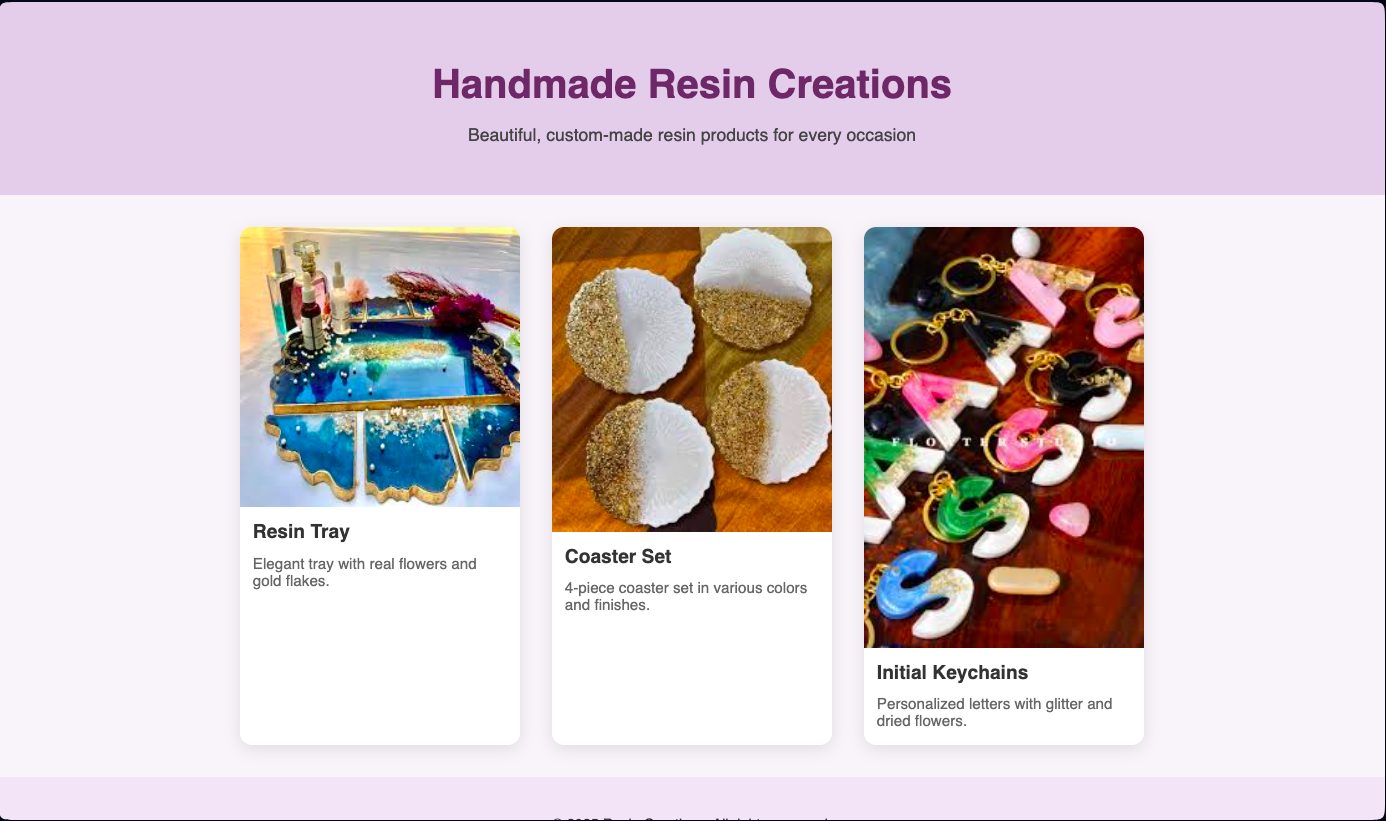 Handmade Resin Creations
Beautiful, custom-made resin products for every occasion
Resin Tray
Elegant tray with real flowers and
gold flakes.
Coaster Set
4-piece coaster set in various colors
and finishes.
FLOATER STUDIO
Initial Keychains
Personalized letters with glitter and
dried flowers.